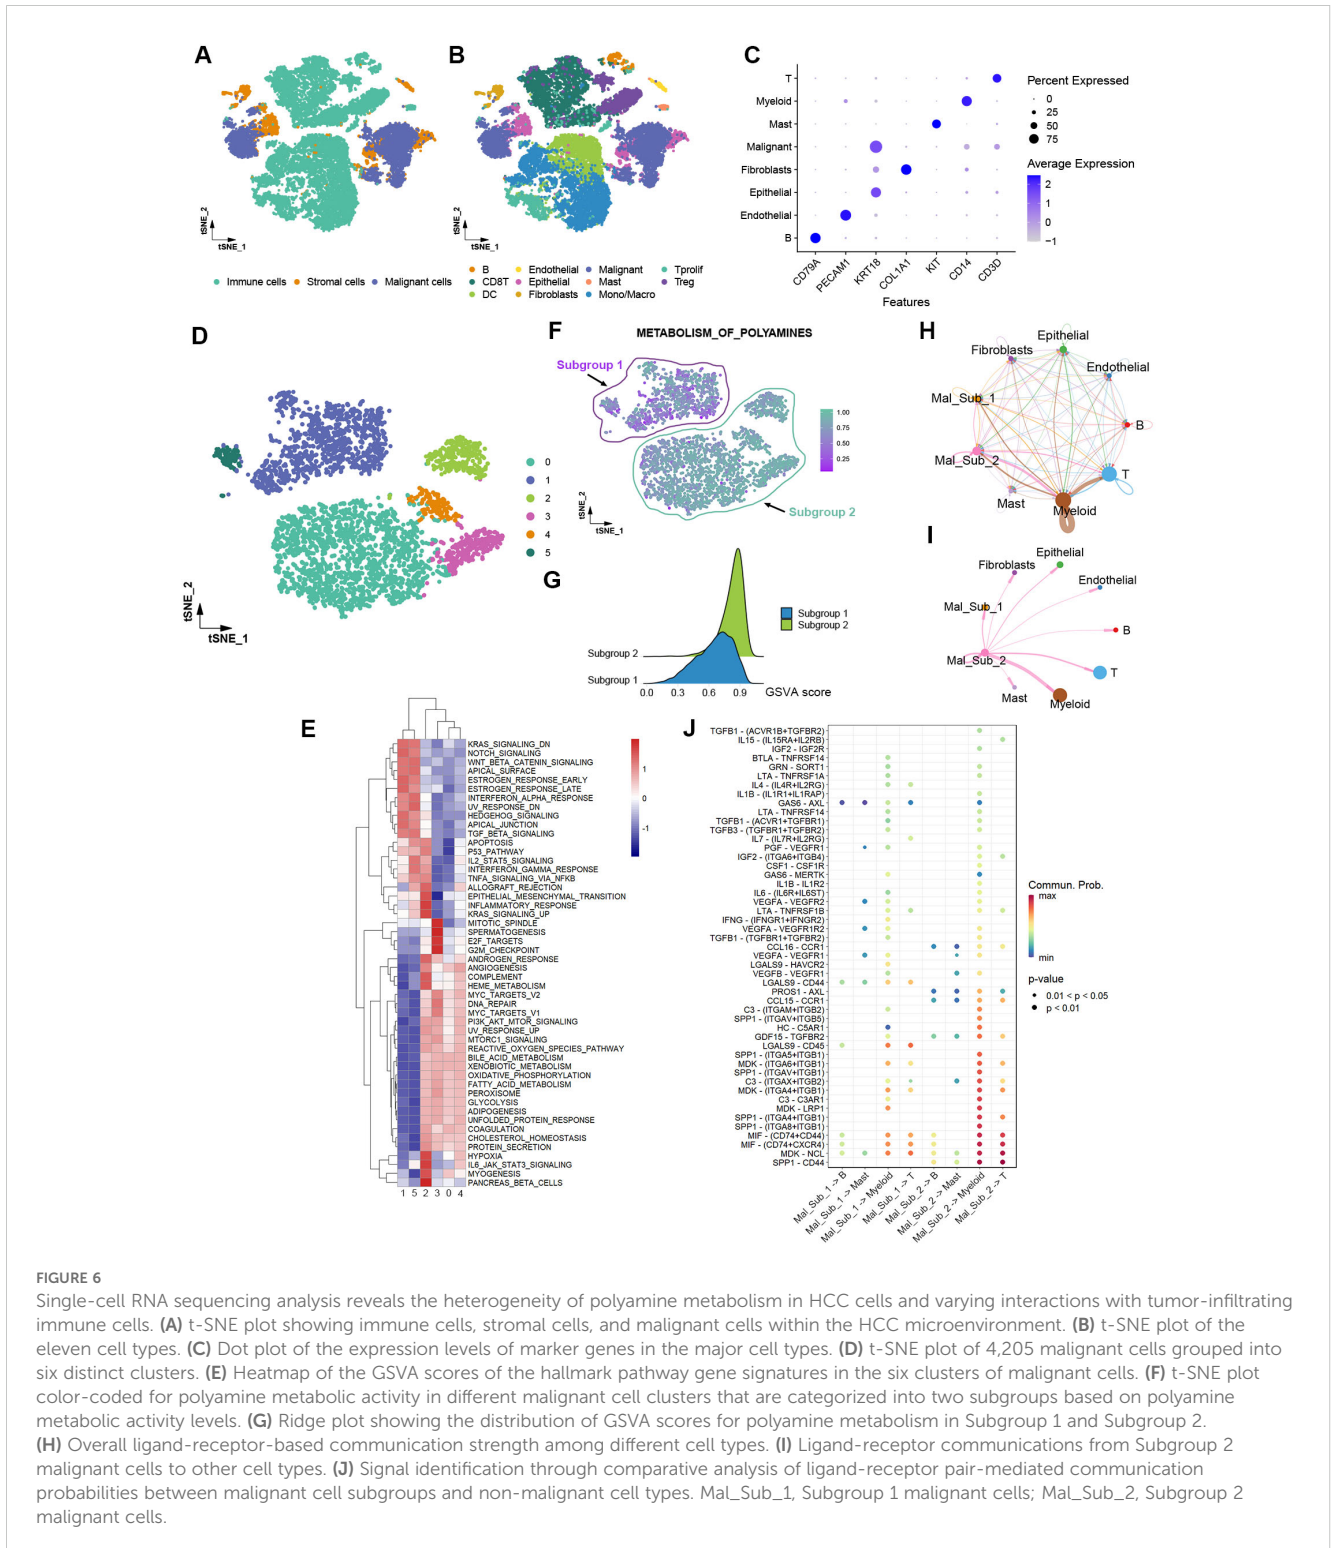 A
B
C
T
Myeloid
Mast
Malignant
Fibroblasts
Epithelial
Endothelial
B
CD79A
PECAM1
KRT18
COL1A1
KIT
CD14
CD3D
Features
Percent Expressed
0
25
50
75
Average Expression
2
1
0
−1
tSNE_2
tSNE_1
tSNE_2
tSNE_1
Immune cells Stromal cells Malignant cells
B Endothelial Malignant Tprolif
CD8T Epithelial Mast Treg
DC Fibroblasts Mono/Macro
D
0
1
2
3
4
5
tSNE_2
tSNE_1
F
METABOLISM_OF_POLYAMINES
Subgroup 1
1.00
0.75
0.50
0.25
Subgroup 2
tSNE_2
tSNE_1
G
Subgroup 1
Subgroup 2
Subgroup 2
Subgroup 1
0.0 0.3 0.6 0.9 GSVA score
H
Epithelial
Fibroblasts
Endothelial
Mal_Sub_1
B
Mal_Sub_2
T
Mast
Myeloid
I
Epithelial
Fibroblasts
Endothelial
Mal_Sub_1
B
Mal_Sub_2
T
Mast
Myeloid
E
KRAS_SIGNALING_DN
NOTCH_SIGNALING
WNT_BETA_CATENIN_SIGNALING
APICAL_SURFACE
ESTROGEN_RESPONSE_EARLY
ESTROGEN_RESPONSE_LATE
INTERFERON_ALPHA_RESPONSE
UV_RESPONSE_DN
HEDGEHOG_SIGNALING
APICAL_JUNCTION
TGF_BETA_SIGNALING
APOPTOSIS
P53_PATHWAY
IL2_STAT5_SIGNALING
INTERFERON_GAMMA_RESPONSE
TNFA_SIGNALING_VIA_NFKB
ALLOGRAFT_REJECTION
EPITHELIAL_MESENCHYMAL_TRANSITION
INFLAMMATORY_RESPONSE
KRAS_SIGNALING_UP
MITOTIC_SPINDLE
SPERMATOGENESIS
E2F_TARGETS
G2M_CHECKPOINT
ANDROGEN_RESPONSE
ANGIOGENESIS
COMPLEMENT
HEME_METABOLISM
MYC_TARGETS_V2
DNA_REPAIR
MYC_TARGETS_V1
PI3K_AKT_MTOR_SIGNALING
UV_RESPONSE_UP
MTORC1_SIGNALING
REACTIVE_OXYGEN_SPECIES_PATHWAY
BILE_ACID_METABOLISM
XENOBIOTIC_METABOLISM
OXIDATIVE_PHOSPHORYLATION
FATTY_ACID_METABOLISM
PEROXISOME
GLYCOLYSIS
ADIPOGENESIS
UNFOLDED_PROTEIN_RESPONSE
COAGULATION
CHOLESTEROL_HOMEOSTASIS
PROTEIN_SECRETION
HYPOXIA
IL6_JAK_STAT3_SIGNALING
MYOGENESIS
PANCREAS_BETA_CELLS
1 5 2 3 0 4
1
0
-1
J
TGFB1 - (ACVR1B+TGFBR2)
IL15 - (IL15RA+IL2RB)
IGF2 - IGF2R
BTLA - TNFRSF14
GRN - SORT1
LTA - TNFRSF1A
IL4 - (IL4R+IL2RG)
IL1B - (IL1R1+IL1RAP)
GAS6 - AXL
LTA - TNFRSF14
TGFB1 - (ACVR1+TGFBR1)
TGFB3 - (TGFBR1+TGFBR2)
IL7 - (IL7R+IL2RG)
PGF - VEGFR1
IGF2 - (ITGA6+ITGB4)
CSF1 - CSF1R
GAS6 - MERTK
IL1B - IL1R2
IL6 - (IL6R+IL6ST)
VEGFA - VEGFR2
LTA - TNFRSF1B
IFNG - (IFNGR1+IFNGR2)
VEGFA - VEGFR1R2
TGFB1 - (TGFBR1+TGFBR2)
CCL16 - CCR1
VEGFA - VEGFR1
LGALS9 - HAVCR2
VEGFB - VEGFR1
LGALS9 - CD44
PROS1 - AXL
CCL15 - CCR1
C3 - (ITGAM+ITGB2)
SPP1 - (ITGAV+ITGB5)
HC - C5AR1
GDF15 - TGFBR2
LGALS9 - CD45
SPP1 - (ITGA5+ITGB1)
MDK - (ITGA6+ITGB1)
SPP1 - (ITGAV+ITGB1)
C3 - (ITGAX+ITGB2)
MDK - (ITGA4+ITGB1)
C3 - C3AR1
MDK - LRP1
SPP1 - (ITGA4+ITGB1)
SPP1 - (ITGA8+ITGB1)
MIF - (CD74+CD44)
MIF - (CD74+CXCR4)
MDK - NCL
SPP1 - CD44
Mal_Sub_1 -> B
Mal_Sub_1 -> Mast
Mal_Sub_1 -> Myeloid
Mal_Sub_1 -> T
Mal_Sub_2 -> B
Mal_Sub_2 -> Mast
Mal_Sub_2 -> Myeloid
Mal_Sub_2 -> T
Commun. Prob.
max
min
p-value
0.01 < p < 0.05
p < 0.01
FIGURE 6
Single-cell RNA sequencing analysis reveals the heterogeneity of polyamine metabolism in HCC cells and varying interactions with tumor-infiltrating
immune cells. (A) t-SNE plot showing immune cells, stromal cells, and malignant cells within the HCC microenvironment. (B) t-SNE plot of the
eleven cell types. (C) Dot plot of the expression levels of marker genes in the major cell types. (D) t-SNE plot of 4,205 malignant cells grouped into
six distinct clusters. (E) Heatmap of the GSVA scores of the hallmark pathway gene signatures in the six clusters of malignant cells. (F) t-SNE plot
color-coded for polyamine metabolic activity in different malignant cell clusters that are categorized into two subgroups based on polyamine
metabolic activity levels. (G) Ridge plot showing the distribution of GSVA scores for polyamine metabolism in Subgroup 1 and Subgroup 2.
(H) Overall ligand-receptor-based communication strength among different cell types. (I) Ligand-receptor communications from Subgroup 2
malignant cells to other cell types. (J) Signal identification through comparative analysis of ligand-receptor pair-mediated communication
probabilities between malignant cell subgroups and non-malignant cell types. Mal_Sub_1, Subgroup 1 malignant cells; Mal_Sub_2, Subgroup 2
malignant cells.